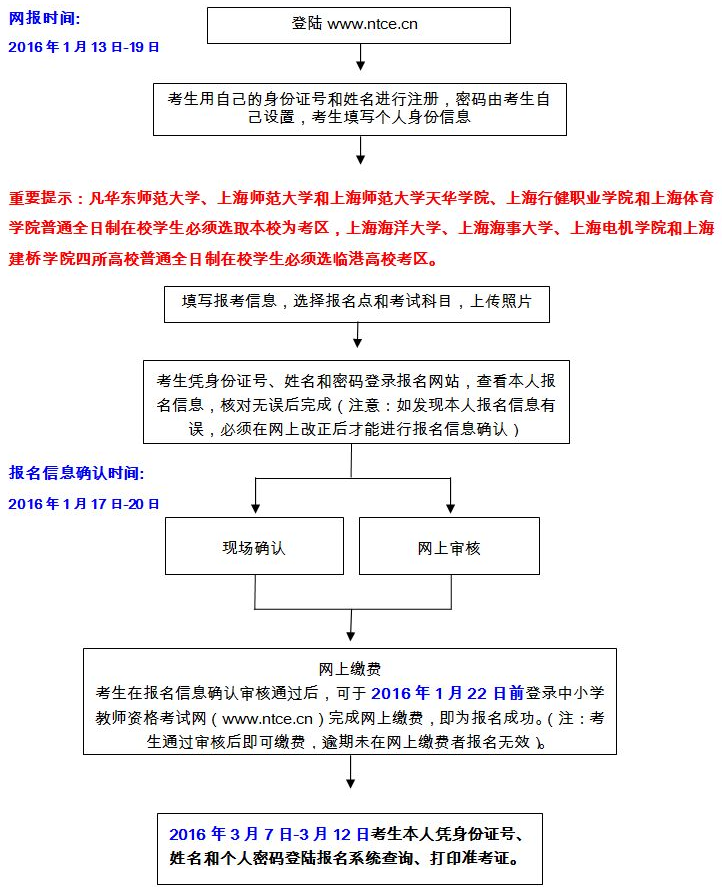 网报时间:
登陆 www.ntce.cn
2016 年 1 月 13 日-19 日
考生用自己的身份证号和姓名进行注册，密码由考生自
己设置，考生填写个人身份信息
重要提示：凡华东师范大学、上海师范大学和上海师范大学天华学院、上海行健职业学院和上海体育
学院普通全日制在校学生必须选取本校为考区，上海海洋大学、上海海事大学、上海电机学院和上海
建桥学院四所高校普通全日制在校学生必须选临港高校考区。
填写报考信息，选择报名点和考试科目，上传照片
考生凭身份证号、姓名和密码登录报名网站，查看本人报
名信息，核对无误后完成（注意：如发现本人报名信息有
误，必须在网上改正后才能进行报名信息确认）
报名信息确认时间:
2016 年 1 月 17 日-20 日
现场确认
网上审核
网上缴费
考生在报名信息确认审核通过后，可于 2016 年 1 月 22 日前登录中小学
教师资格考试网（www.ntce.cn）完成网上缴费，即为报名成功。（注：考
生通过审核后即可缴费，逾期未在网上缴费者报名无效）。
2016 年 3 月 7 日-3 月 12 日考生本人凭身份证号、
姓名和个人密码登陆报名系统查询、打印准考证。